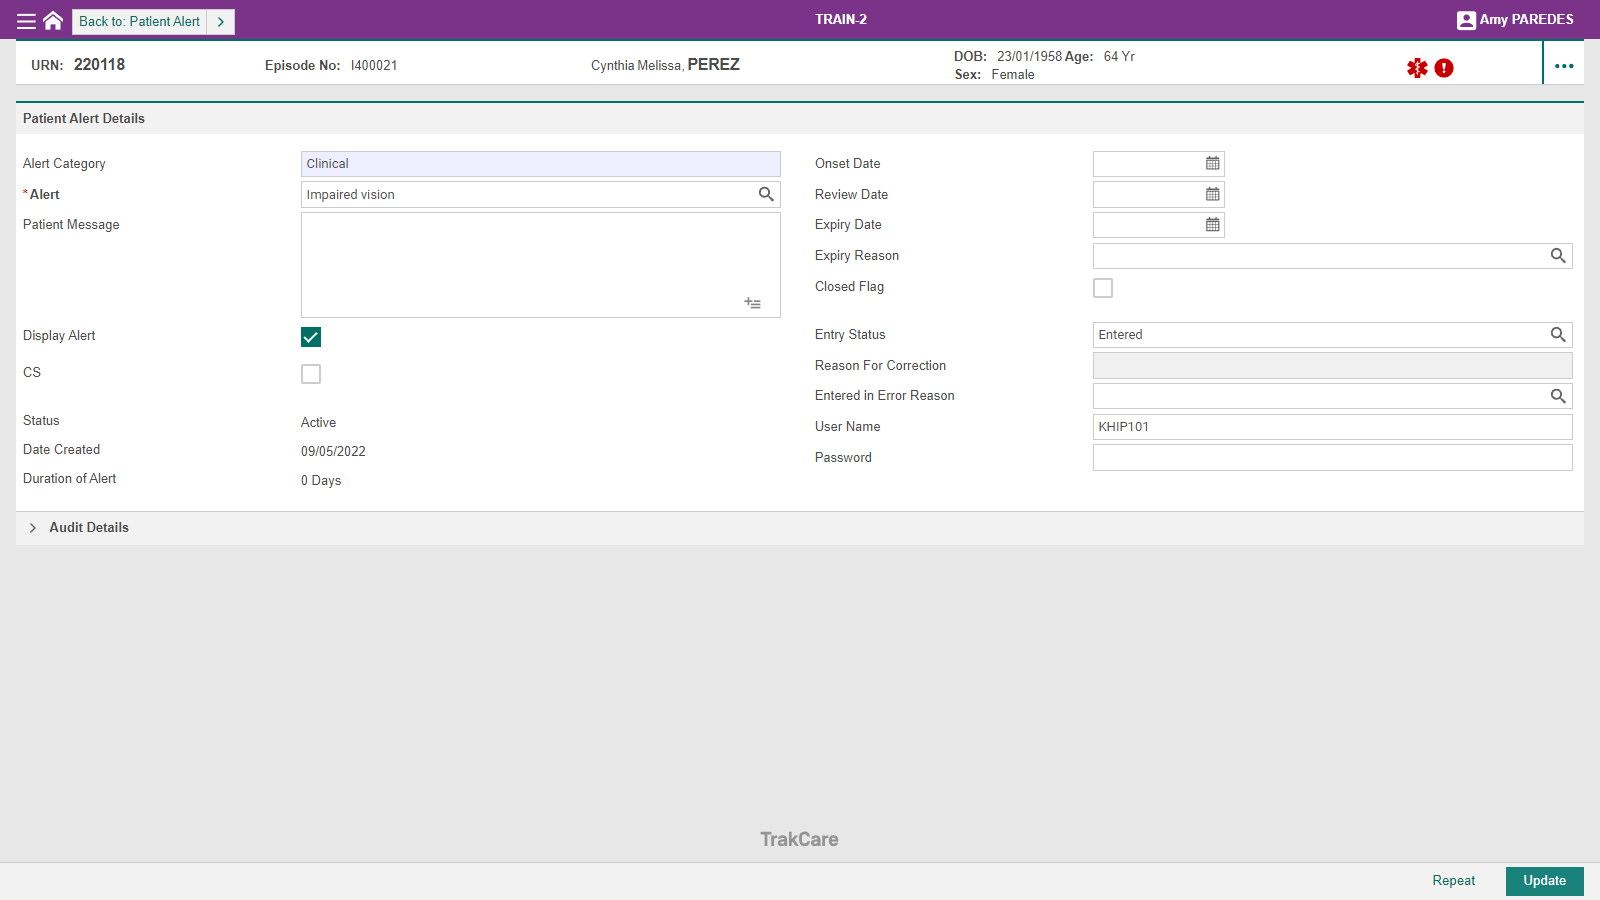 Back to: Patient Alert
TRAIN-2
Amy PAREDES
URN: 220118
Episode No: I400021
Cynthia Melissa, PEREZ
DOB: 23/01/1958 Age: 64 Yr
Sex: Female
Patient Alert Details
Alert Category
Clinical
*Alert
Impaired vision
Patient Message
Display Alert
CS
Status
Active
Date Created
09/05/2022
Duration of Alert
0 Days
Onset Date
Review Date
Expiry Date
Expiry Reason
Closed Flag
Entry Status
Entered
Reason For Correction
Entered in Error Reason
User Name
KHIP101
Password
Audit Details
TrakCare
Repeat
Update